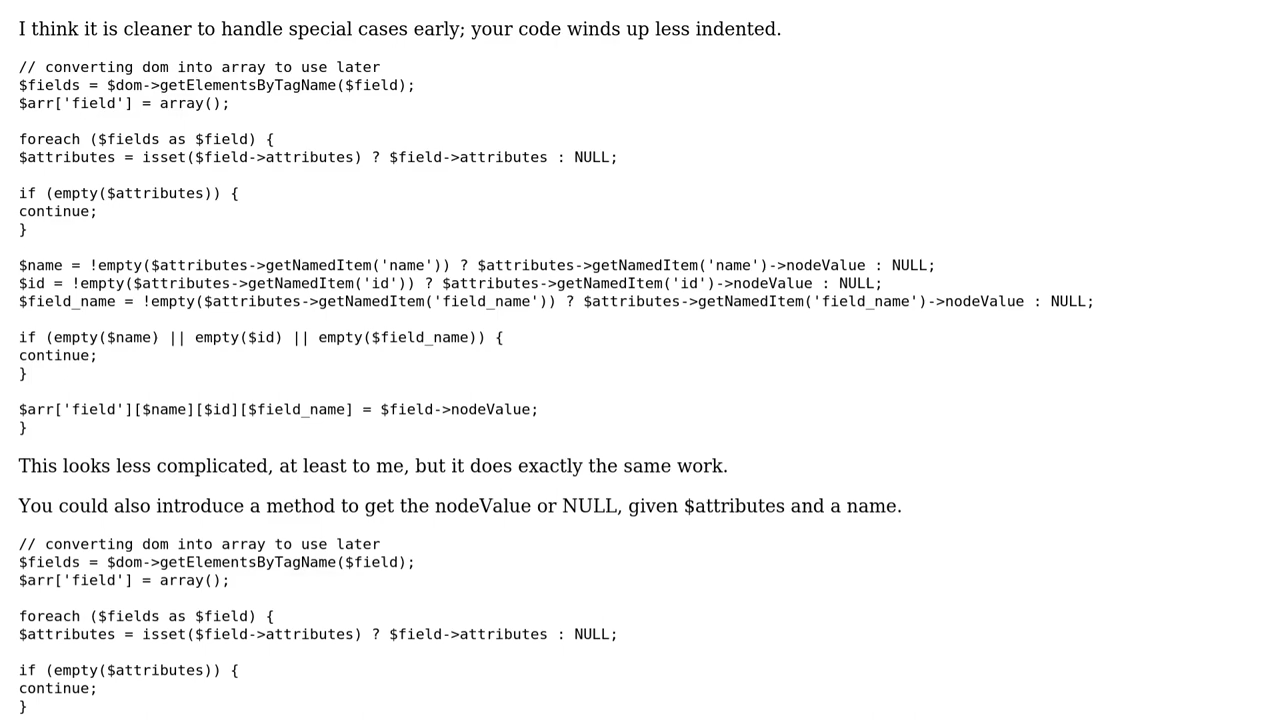 I think it is cleaner to handle special cases early; your code winds up less indented.
// converting dom into array to use later
$fields = $dom->getElementsByTagName($field);
$arr['field'] = array();
foreach ($fields as $field) {
$attributes = isset($field->attributes) ? $field->attributes : NULL;
if (empty($attributes)) {
continue;
}
$name = !empty($attributes->getNamedItem('name')) ? $attributes->getNamedItem('name')->nodeValue : NULL;
$id = !empty($attributes->getNamedItem('id')) ? $attributes->getNamedItem('id')->nodeValue : NULL;
$field_name = !empty($attributes->getNamedItem('field_name')) ? $attributes->getNamedItem('field_name')->nodeValue : NULL;
if (empty($name) || empty($id) || empty($field_name)) {
continue;
}
$arr['field'][$name][$id][$field_name] = $field->nodeValue;
}
This looks less complicated, at least to me, but it does exactly the same work.
You could also introduce a method to get the nodeValue or NULL, given $attributes and a name.
// converting dom into array to use later
$fields = $dom->getElementsByTagName($field);
$arr['field'] = array();
foreach ($fields as $field) {
$attributes = isset($field->attributes) ? $field->attributes : NULL;
if (empty($attributes)) {
continue;
}